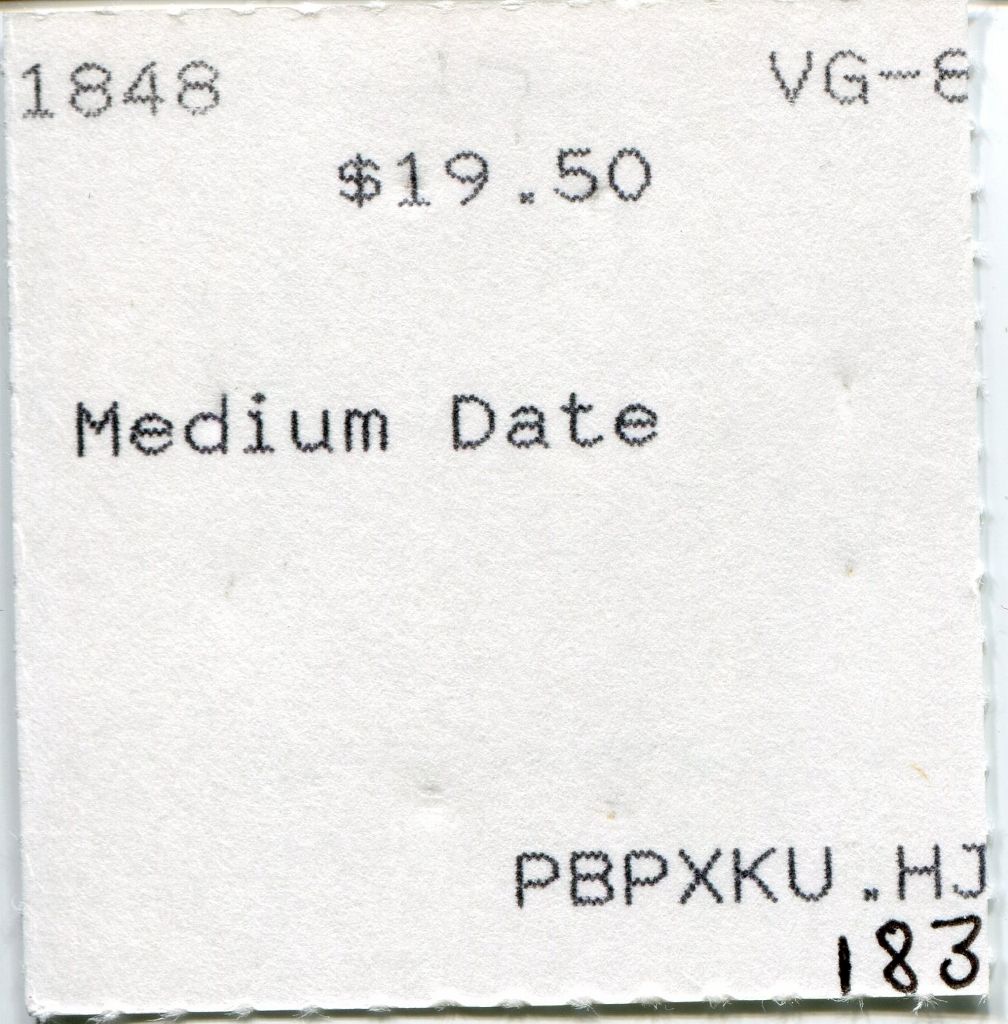 1848 VG-8
$19.50
Medium Date
PBPXKU.HJ
183